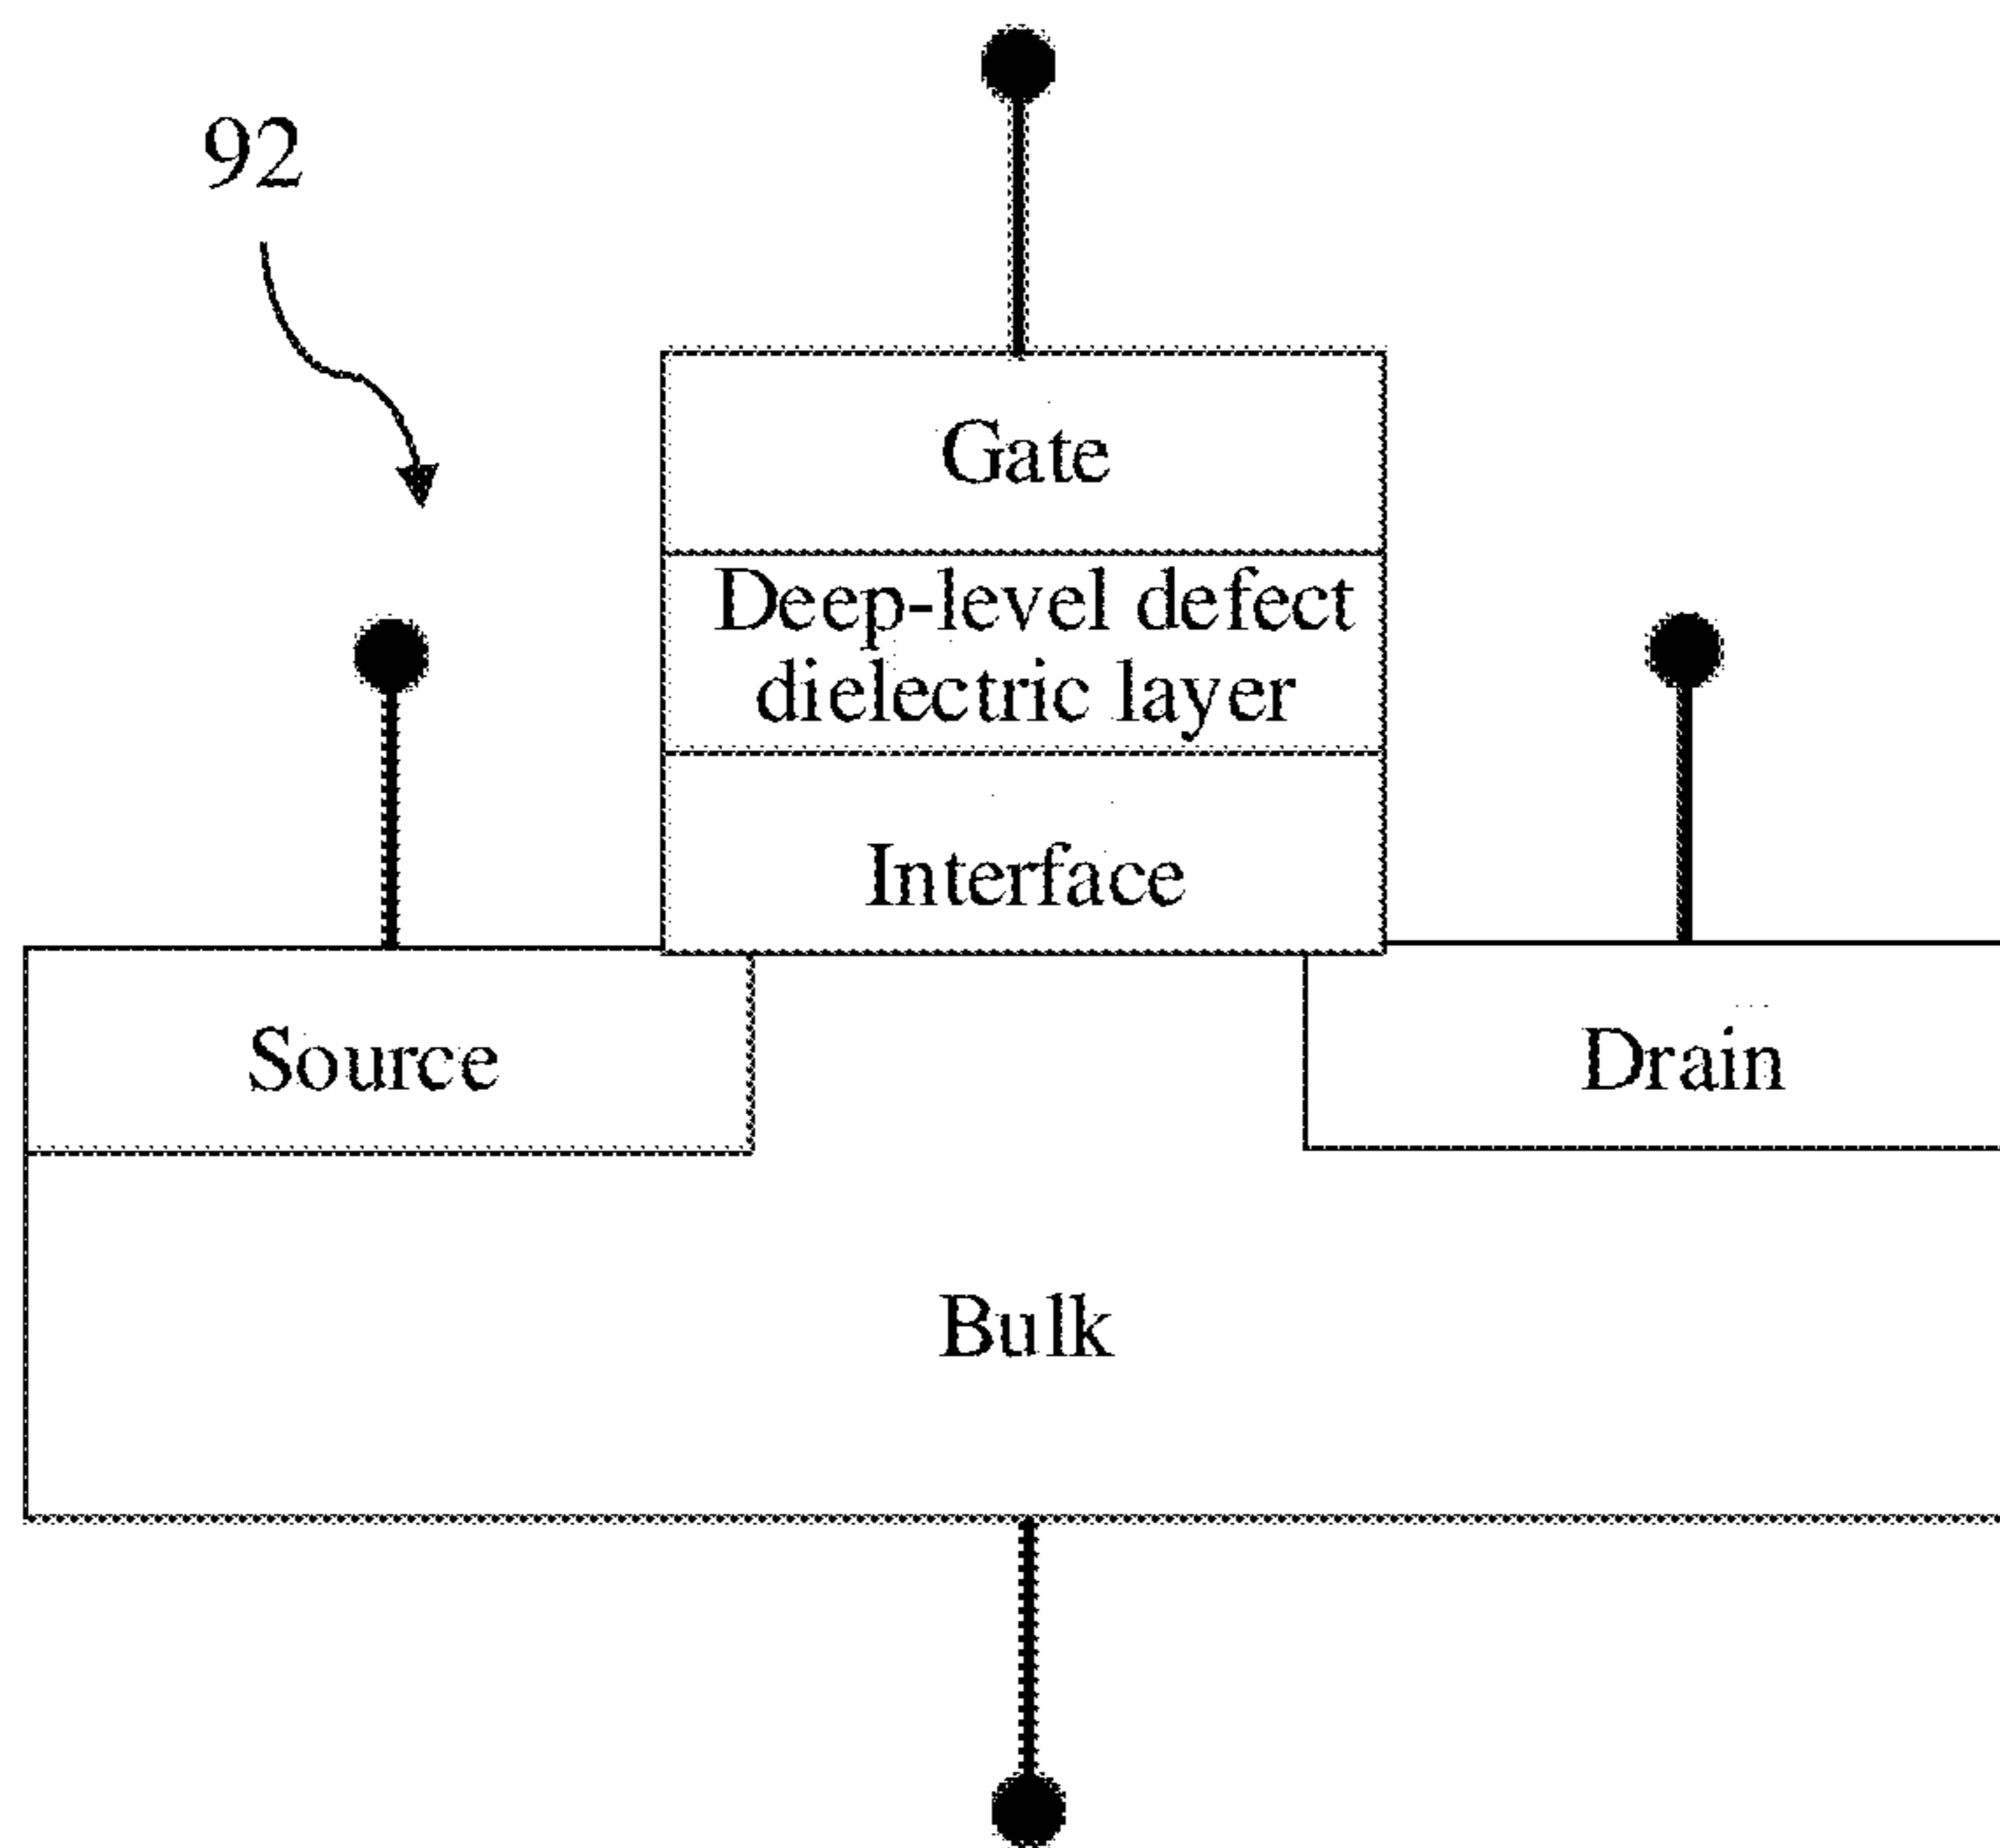 92
Gate
Deep-level defect
dielectric layer
Interface
Source
Drain
Bulk